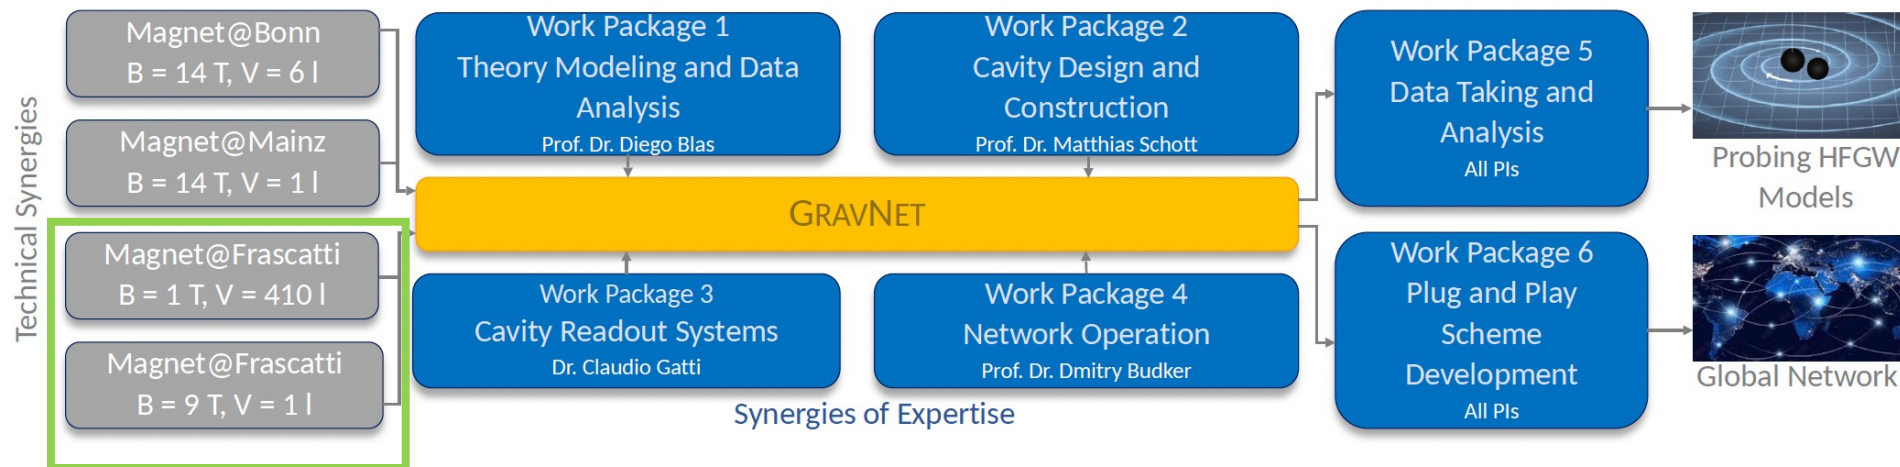 Technical Synergies
Magnet@Bonn
B = 14 T, V = 6 l
Magnet@Mainz
B = 14 T, V = 1 l
Magnet@Frascatti
B = 1 T, V = 410 l
Magnet@Frascatti
B = 9 T, V = 1 l
Work Package 1
Theory Modeling and Data
Analysis
Prof. Dr. Diego Blas
Work Package 2
Cavity Design and
Construction
Prof. Dr. Matthias Schott
GRAVNET
Work Package 3
Cavity Readout Systems
Dr. Claudio Gatti
Work Package 4
Network Operation
Prof. Dr. Dmitry Budker
Synergies of Expertise
Work Package 5
Data Taking and
Analysis
All PIs
Work Package 6
Plug and Play
Scheme
Development
All PIs
Probing HFGW
Models
Global Network